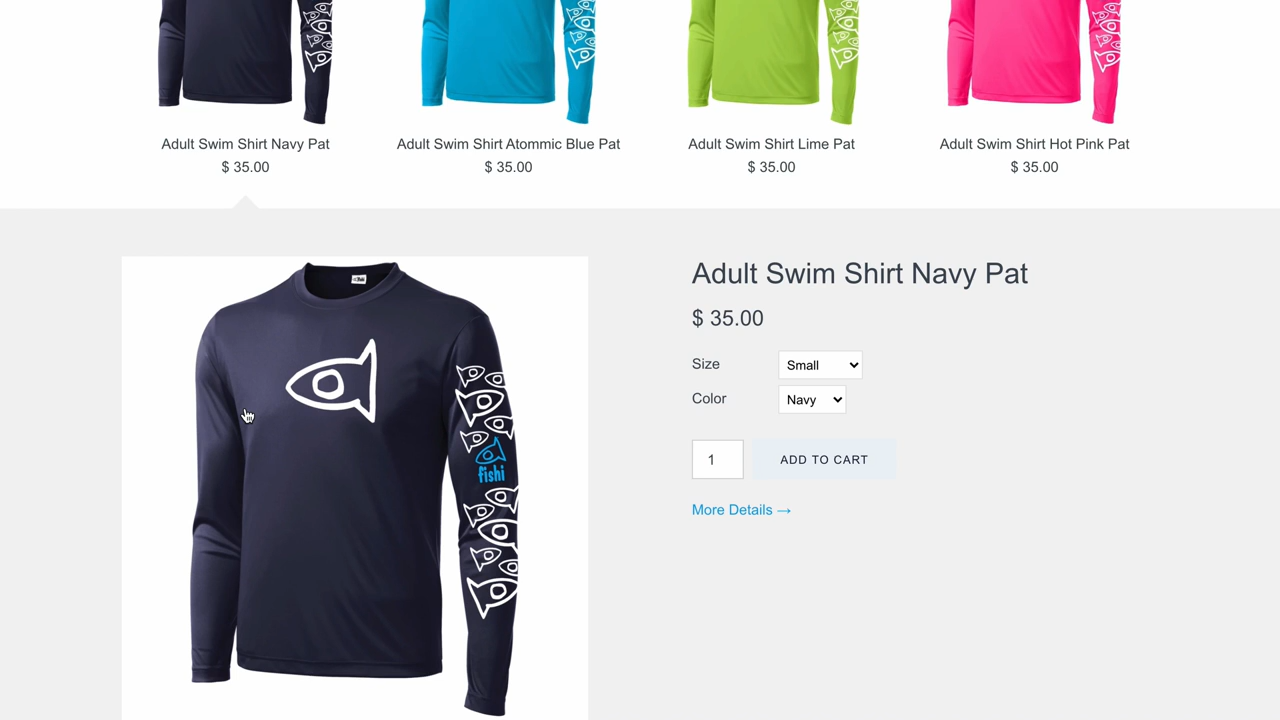 Adult Swim Shirt Navy Pat
$ 35.00
Adult Swim Shirt Atommic Blue Pat
$ 35.00
Adult Swim Shirt Lime Pat
$ 35.00
Adult Swim Shirt Hot Pink Pat
$ 35.00
Adult Swim Shirt Navy Pat
$ 35.00
Size Small
Color Navy
1 ADD TO CART
More Details →
fishi